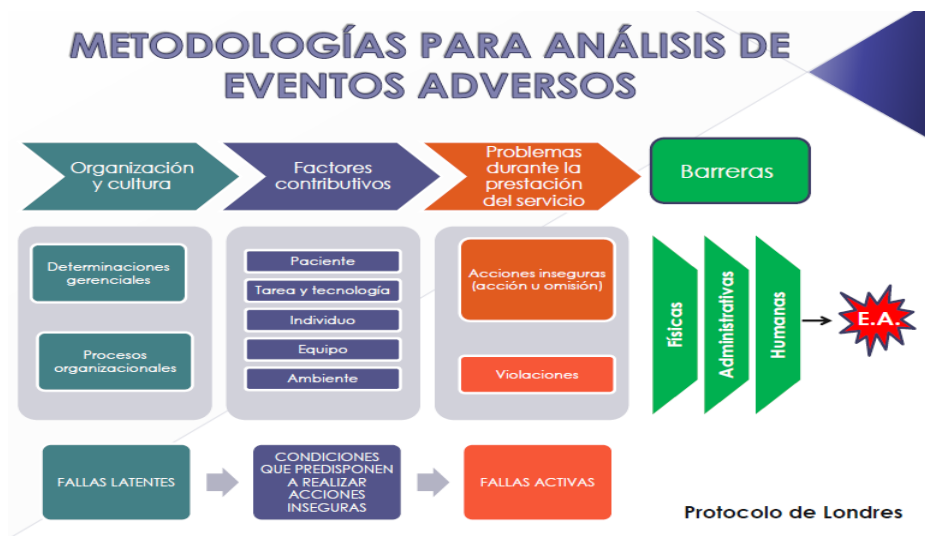 METODOLOGÍAS PARA ANÁLISIS DE
EVENTOS ADVERSOS
Organización
y cultura
Factores
contributivos
Problemas
durante la
prestación
del servicio
Barreras
Determinaciones
gerenciales
Procesos
organizacionales
Paciente
Tarea y tecnología
Individuo
Equipo
Ambiente
Acciones inseguras
(acción u omisión)
Violaciones
Físicas
Administrativas
Humanas
E.A.
FALLAS LATENTES
CONDICIONES
QUE PREDISPONEN
A REALIZAR
ACCIONES
INSEGURAS
FALLAS ACTIVAS
Protocolo de Londres